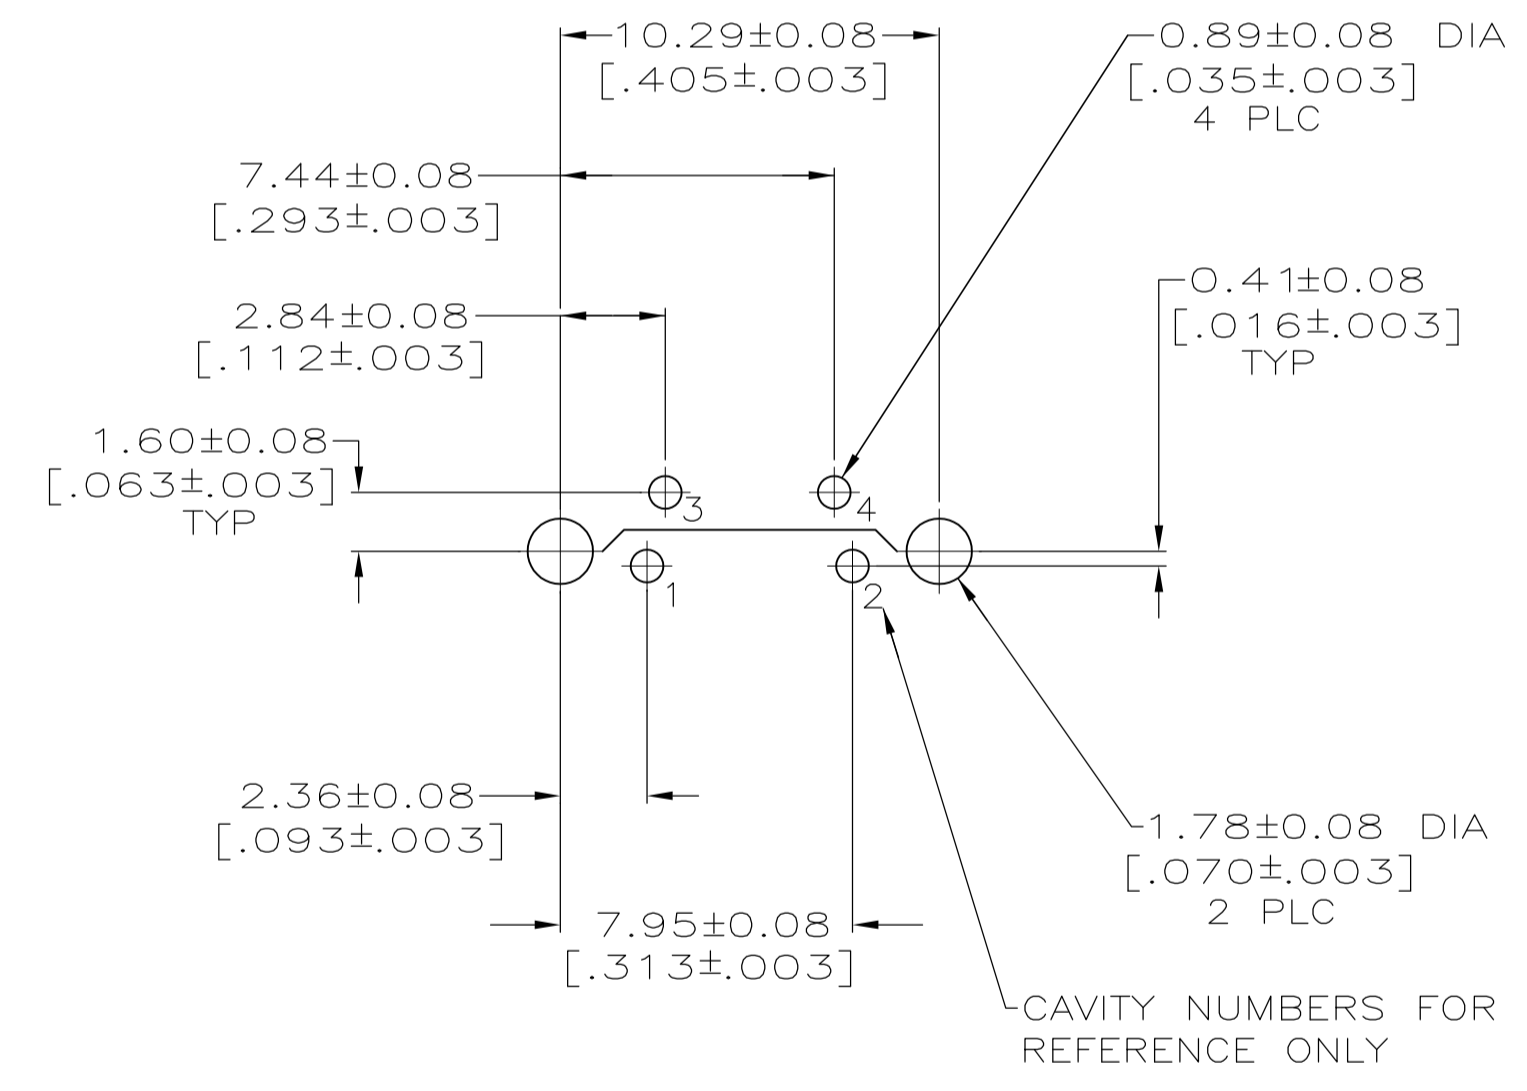 10.29±0.08
[.405±.003]
0.89±0.08 DIA
[.035±.003]
4 PLC
7.44±0.08
[.293±.003]
0.41±0.08
[.016±.003]
TYP
2.84±0.08
[.112±.003]
1.60±0.08
[.063±.003]
TYP
3
4
1
2
2.36±0.08
[.093±.003]
1.78±0.08 DIA
[.070±.003]
2 PLC
7.95±0.08
[.313±.003]
CAVITY NUMBERS FOR
REFERENCE ONLY